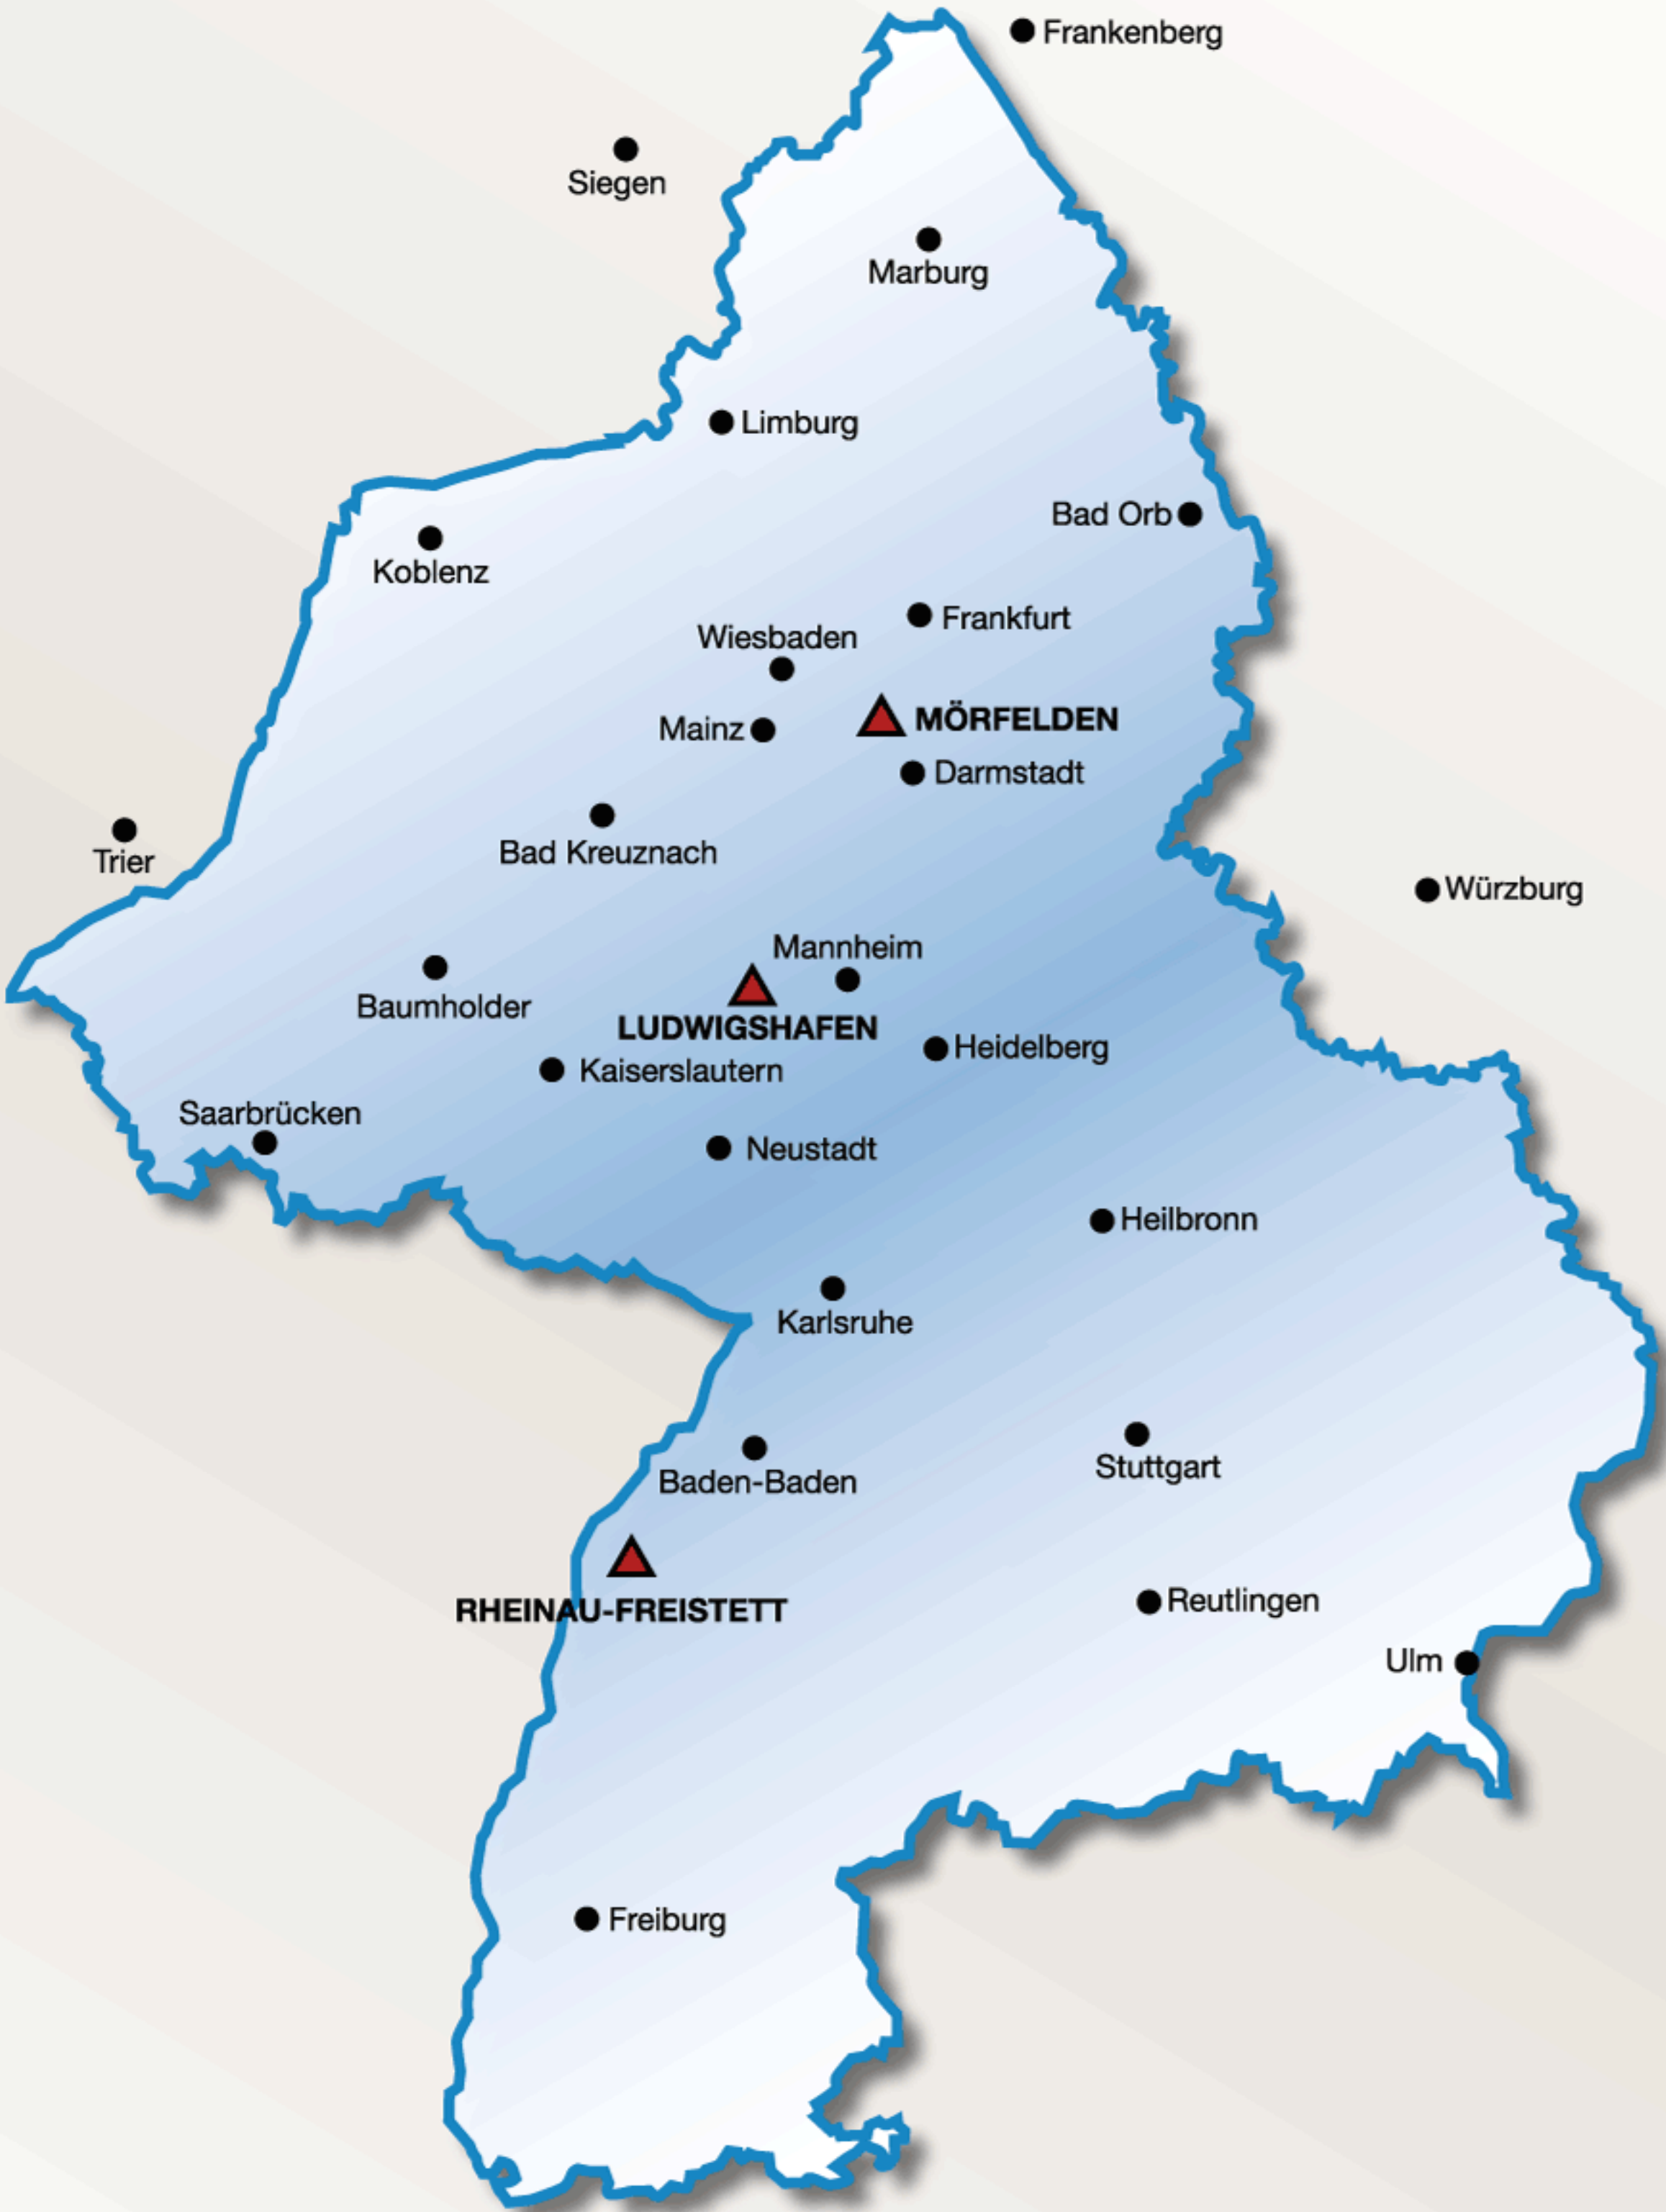 Frankenberg
Siegen
Marburg
Limburg
Bad Orb
Koblenz
Frankfurt
Wiesbaden
MÖRFELDEN
Mainz
Darmstadt
Bad Kreuznach
Trier
Würzburg
Mannheim
Baumholder
LUDWIGSHAFEN
Heidelberg
Kaiserslautern
Saarbrücken
Neustadt
Heilbronn
Karlsruhe
Stuttgart
Baden-Baden
RHEINAU-FREISTETT
Reutlingen
Ulm
Freiburg